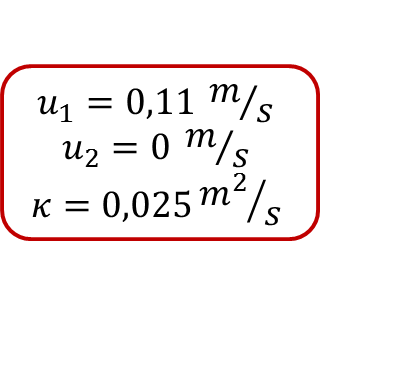 u₁ = 0,11 m/s
u₂ = 0 m/s
κ = 0,025 m²/s